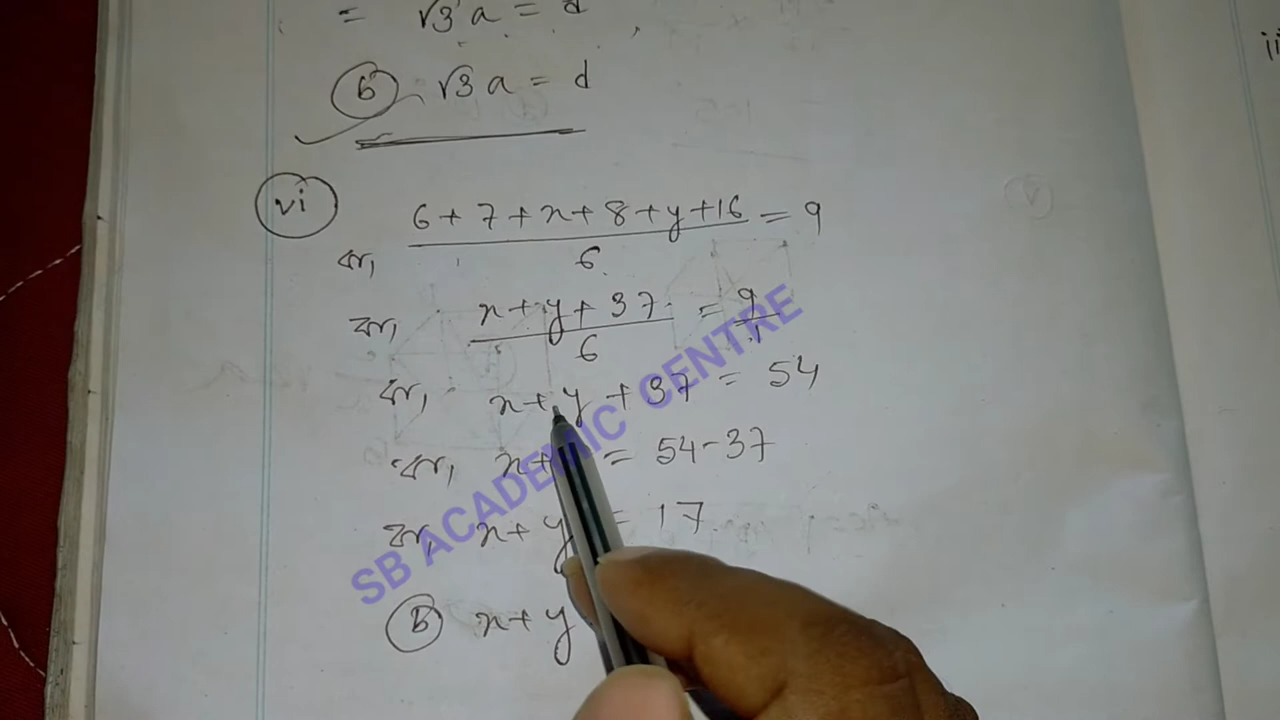 = √3 a = d
(b) √3 a = d
(vi) 6 + 7 + x + 8 + y + 16 / 6 = 9
বা, x + y + 37 / 6 = 9 / 1
বা, x + y + 37 = 54
বা, x + = 54 - 37
বা, x + y = 17
(b) x + y
SB ACADEMIC CENTRE